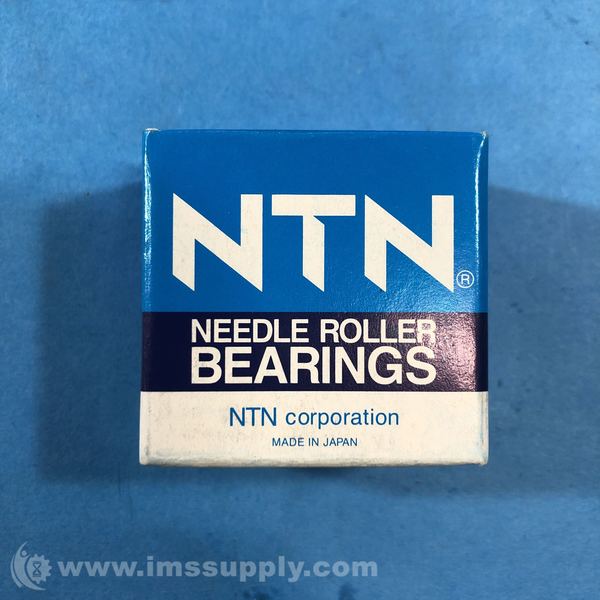 NTN®
NEEDLE ROLLER
BEARINGS
NTN corporation
MADE IN JAPAN
www.imssupply.com